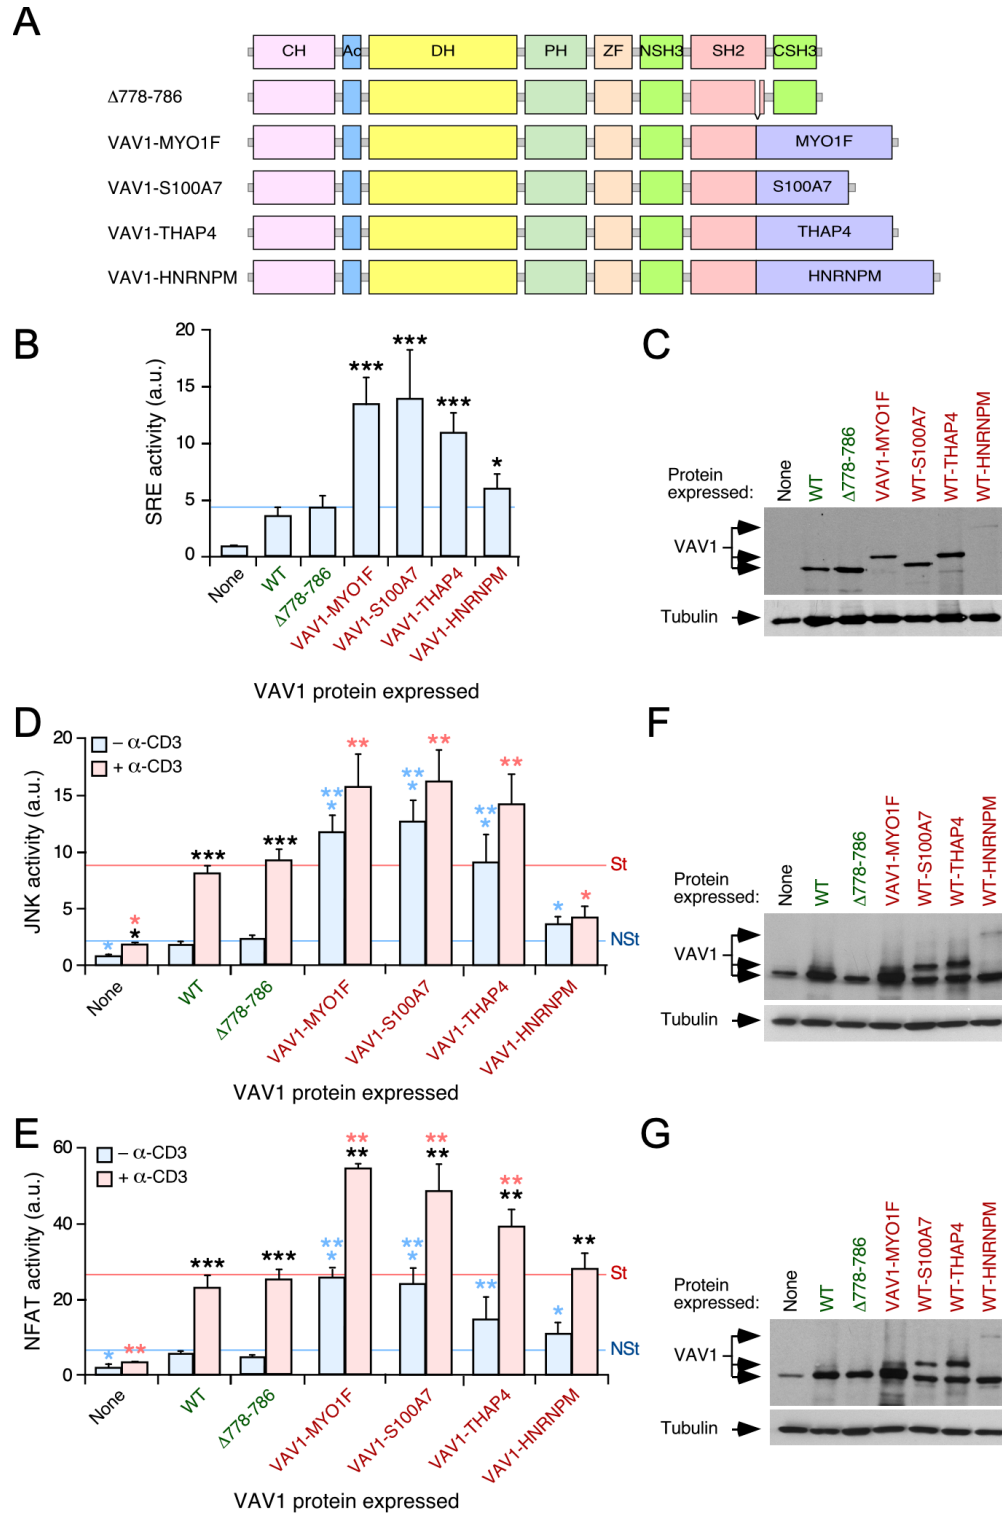 A
CH Ac DH PH ZF NSH3 SH2 CSH3
Δ778-786
VAV1-MYO1F MYO1F
VAV1-S100A7 S100A7
VAV1-THAP4 THAP4
VAV1-HNRNPM HNRNPM
B
SRE activity (a.u.)
20
15
10
5
0
*** *** *** *
None WT Δ778-786 VAV1-MYO1F VAV1-S100A7 VAV1-THAP4 VAV1-HNRNPM
VAV1 protein expressed
C
Protein
expressed:
None WT Δ778-786 VAV1-MYO1F WT-S100A7 WT-THAP4 WT-HNRNPM
VAV1
Tubulin
D
JNK activity (a.u.)
20
15
10
5
0
– α-CD3
+ α-CD3
* * * *** *** *** ** *** ** *** ** * *
St
NSt
None WT Δ778-786 VAV1-MYO1F VAV1-S100A7 VAV1-THAP4 VAV1-HNRNPM
VAV1 protein expressed
F
Protein
expressed:
None WT Δ778-786 VAV1-MYO1F WT-S100A7 WT-THAP4 WT-HNRNPM
VAV1
Tubulin
E
NFAT activity (a.u.)
60
40
20
0
– α-CD3
+ α-CD3
* ** *** *** *** ** ** *** ** ** ** ** ** * **
St
NSt
None WT Δ778-786 VAV1-MYO1F VAV1-S100A7 VAV1-THAP4 VAV1-HNRNPM
VAV1 protein expressed
G
Protein
expressed:
None WT Δ778-786 VAV1-MYO1F WT-S100A7 WT-THAP4 WT-HNRNPM
VAV1
Tubulin